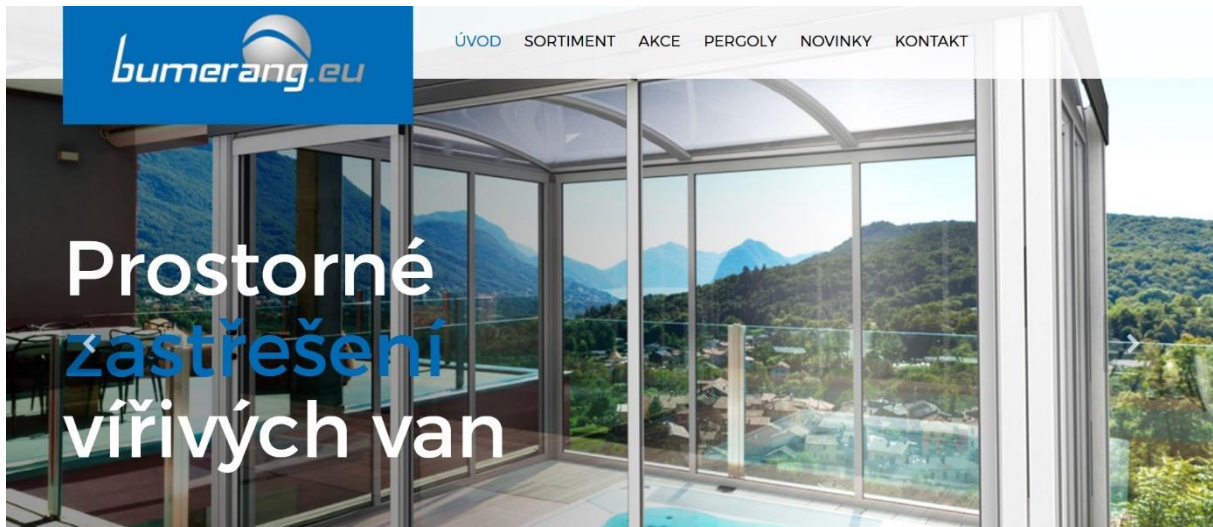 bumerang.eu
ÚVOD SORTIMENT AKCE PERGOLY NOVINKY KONTAKT
Prostorné
zastřešení
vířivých van